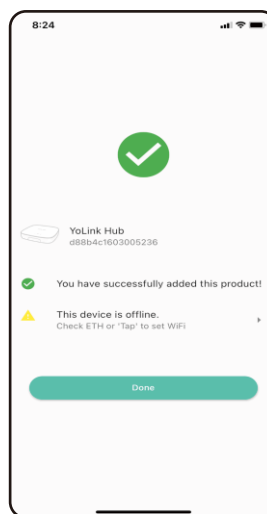 8:24
YoLink Hub
d88b4c1603005236
You have successfully added this product!
This device is offline.
Check ETH or 'Tap' to set WiFi
Done